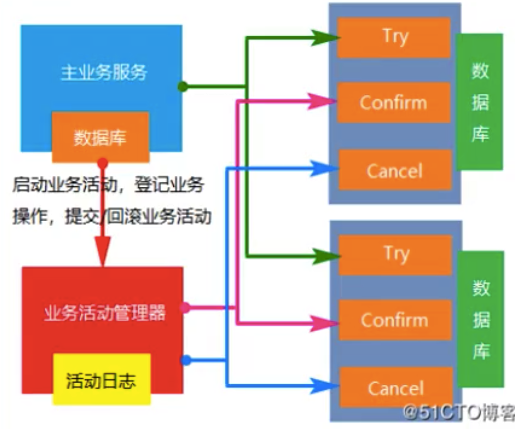 主业务服务
数据库
启动业务活动，登记业务
操作，提交/回滚业务活动
业务活动管理器
活动日志
Try
Confirm
Cancel
数
据
库
Try
Confirm
Cancel
数
据
库
@51CTO博客